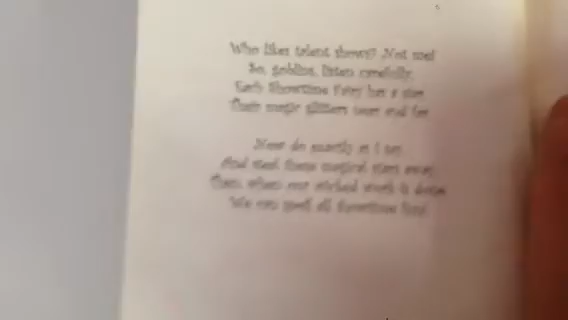 Who likes talent shows? Not me!
So, goblins, listen carefully.
Each Showtime Fairy has a star.
Their magic glitters near and far.
Now do exactly as I say
And steal these magical stars away,
Then, when our wicked work is done,
We can spoil all Showtime fun!